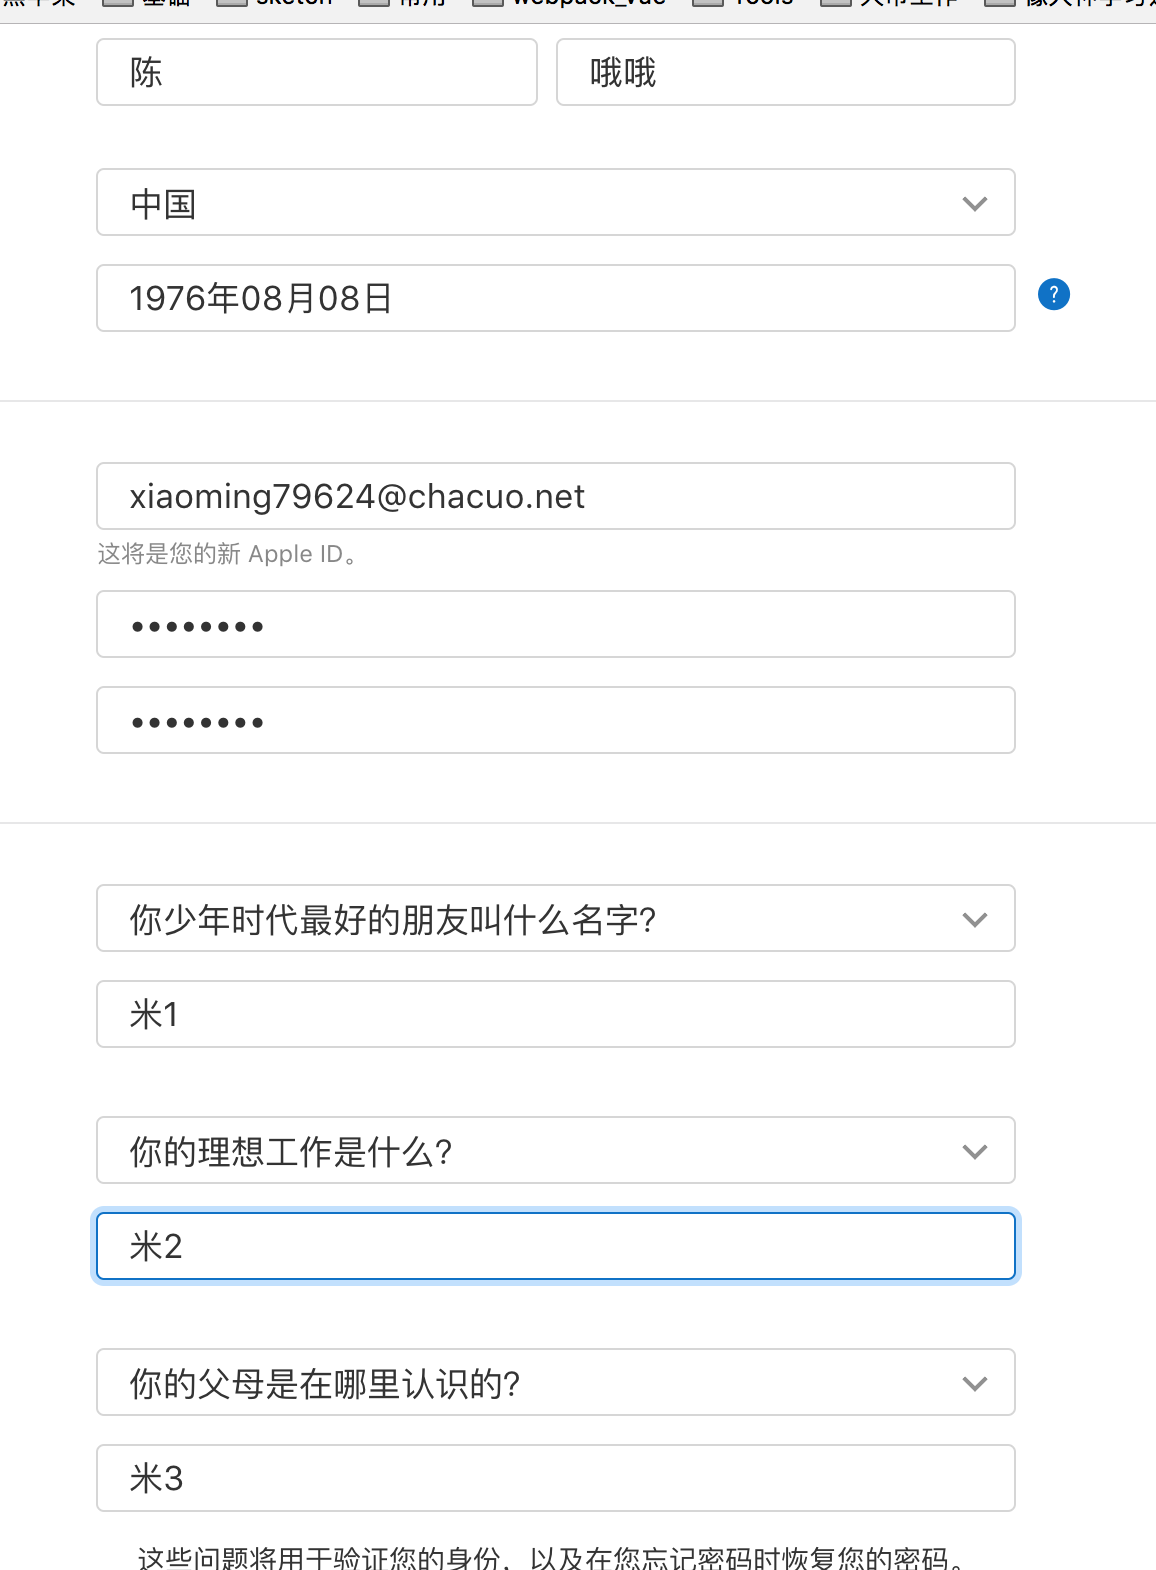 基础 sketch 常用 webpack_vue Tools
陈 哦哦
中国
1976年08月08日 ?
xiaoming79624@chacuo.net
这将是您的新 Apple ID。
••••••••
••••••••
你少年时代最好的朋友叫什么名字?
米1
你的理想工作是什么?
米2
你的父母是在哪里认识的?
米3
这些问题将用于验证您的身份，以及在您忘记密码时恢复您的密码。